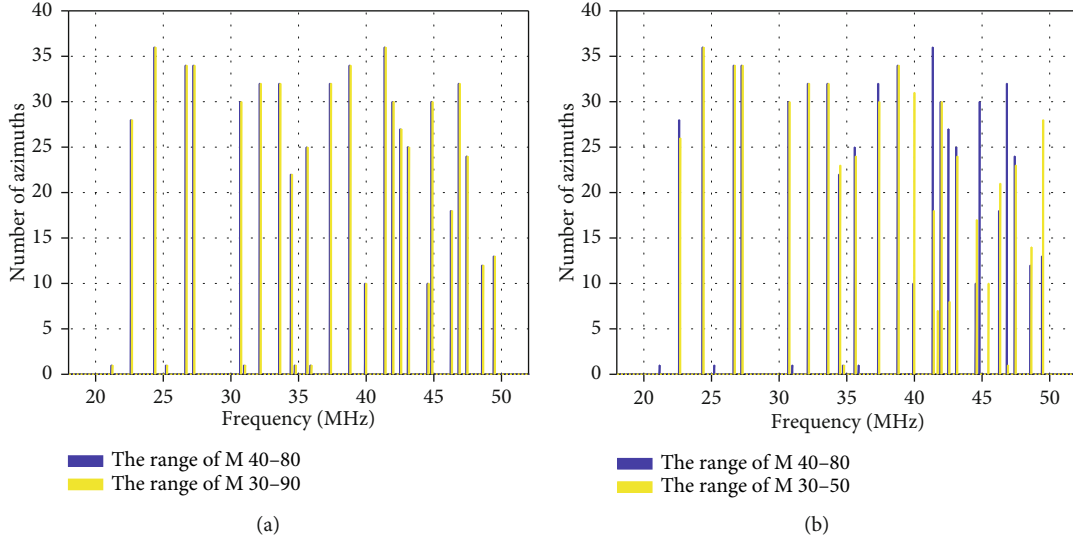 40
35
30
25
20
15
10
5
0
Number of azimuths
20 25 30 35 40 45 50
Frequency (MHz)
The range of M 40–80
The range of M 30–90
(a)
40
35
30
25
20
15
10
5
0
Number of azimuths
20 25 30 35 40 45 50
Frequency (MHz)
The range of M 40–80
The range of M 30–50
(b)